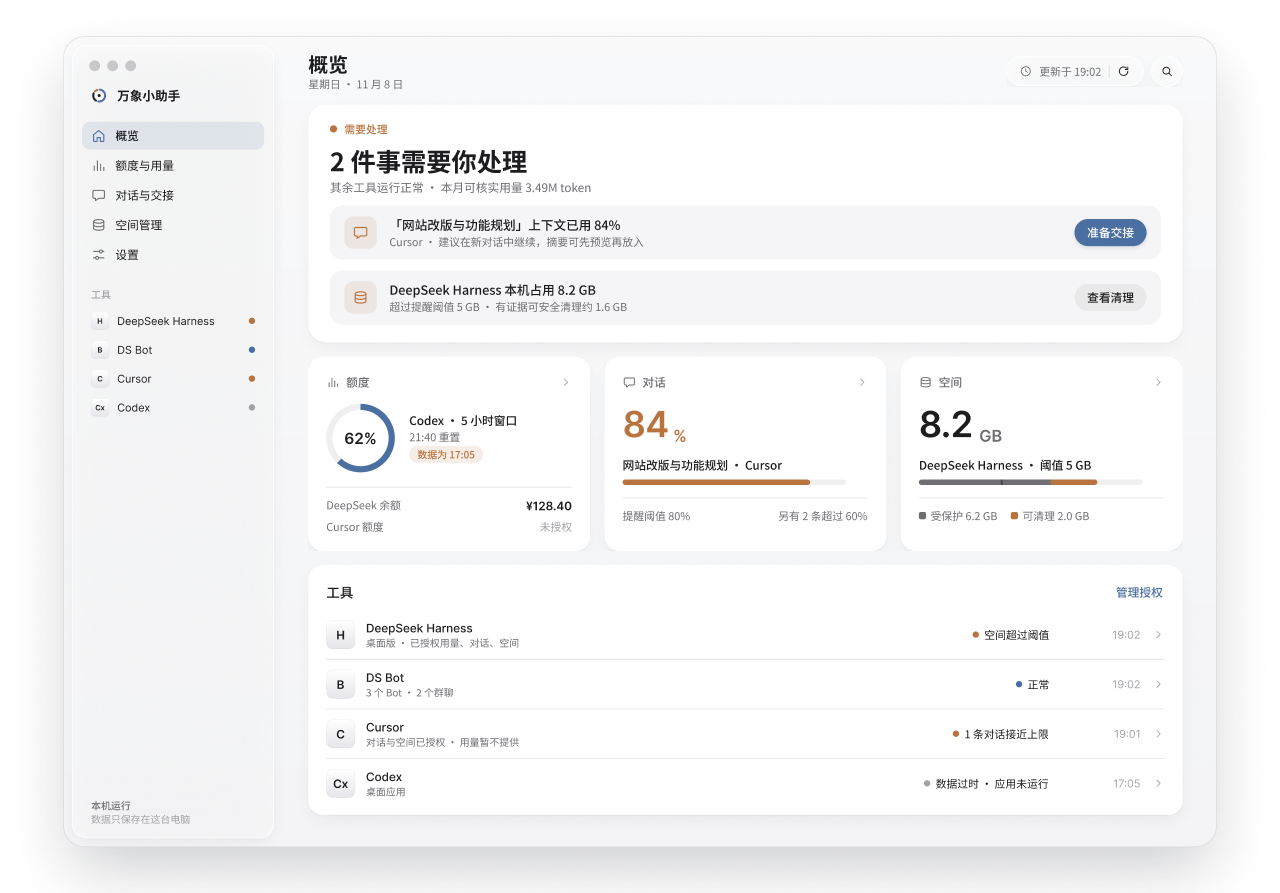 万象小助手
概览
额度与用量
对话与交接
空间管理
设置
工具
H DeepSeek Harness
B DS Bot
C Cursor
Cx Codex
本机运行
数据只保存在这台电脑
概览
星期日 · 11 月 8 日
更新于 19:02
需要处理
2 件事需要你处理
其余工具运行正常 · 本月可核实用量 3.49M token
「网站改版与功能规划」上下文已用 84%
Cursor · 建议在新对话中继续，摘要可先预览再放入
准备交接
DeepSeek Harness 本机占用 8.2 GB
超过提醒阈值 5 GB · 有证据可安全清理约 1.6 GB
查看清理
额度
62%
Codex · 5 小时窗口
21:40 重置
数据为 17:05
DeepSeek 余额 ¥128.40
Cursor 额度 未授权
对话
84 %
网站改版与功能规划 · Cursor
提醒阈值 80% 另有 2 条超过 60%
空间
8.2 GB
DeepSeek Harness · 阈值 5 GB
受保护 6.2 GB 可清理 2.0 GB
工具 管理授权
H
DeepSeek Harness
桌面版 · 已授权用量、对话、空间
空间超过阈值 19:02
B
DS Bot
3 个 Bot · 2 个群聊
正常 19:02
C
Cursor
对话与空间已授权 · 用量暂不提供
1 条对话接近上限 19:01
Cx
Codex
桌面应用
数据过时 · 应用未运行 17:05